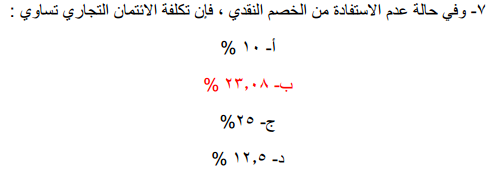 ٧- وفي حالة عدم الاستفادة من الخصم النقدي ، فإن تكلفة الائتمان التجاري تساوي :
أ- ١٠ %
ب- ٢٣,٠٨ %
ج- ٢٥%
د- ١٢,٥ %